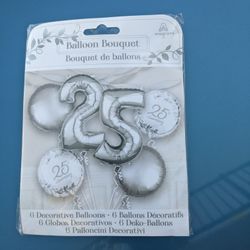 Balloon Bouquet
Bouquet de ballons
25
25
25
6 Decorative Balloons - 6 Ballons Décoratifs
6 Globos Decorativos - 6 Deko-Ballons
6 Palloncini Decorativi